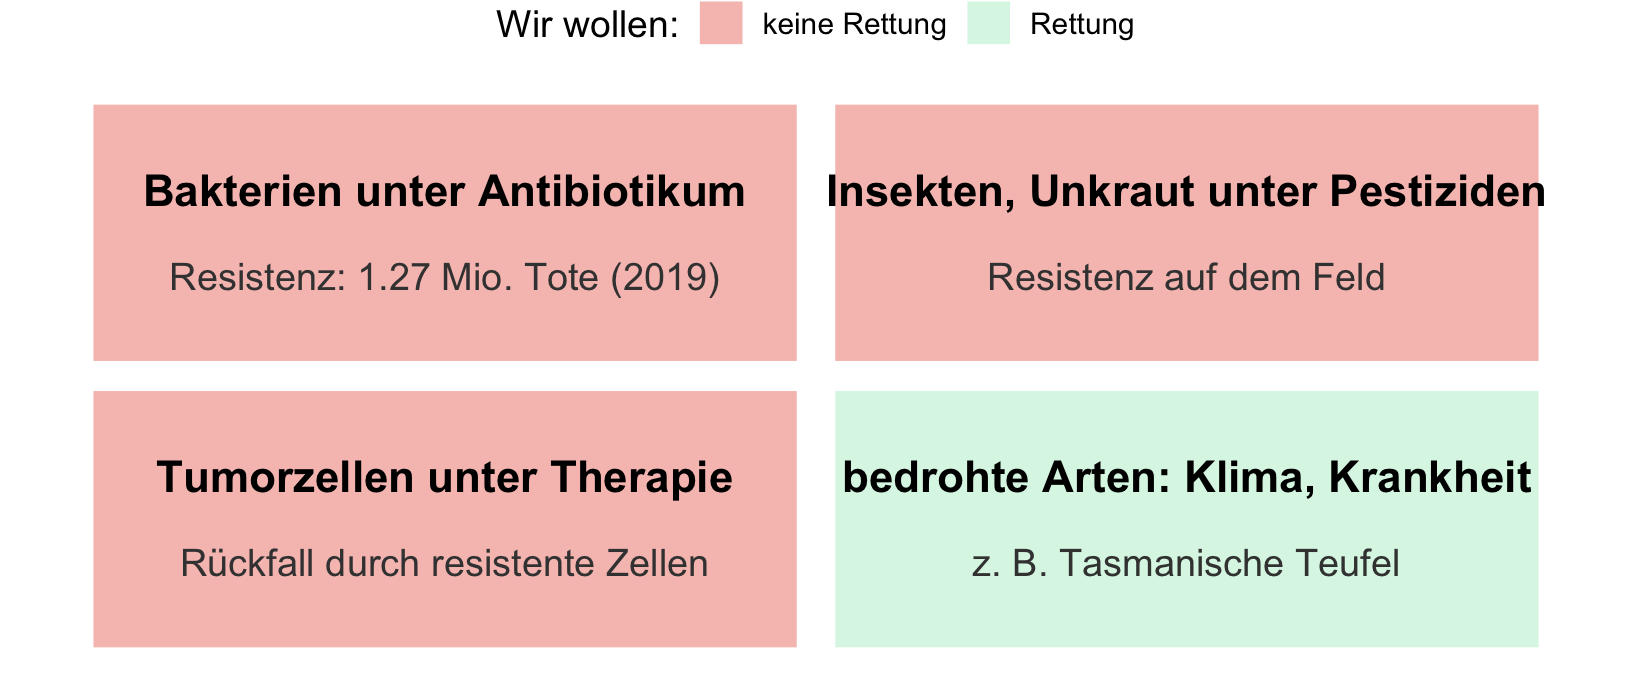 Wir wollen: keine Rettung Rettung
Bakterien unter Antibiotikum
Resistenz: 1.27 Mio. Tote (2019)
Insekten, Unkraut unter Pestiziden
Resistenz auf dem Feld
Tumorzellen unter Therapie
Rückfall durch resistente Zellen
bedrohte Arten: Klima, Krankheit
z. B. Tasmanische Teufel